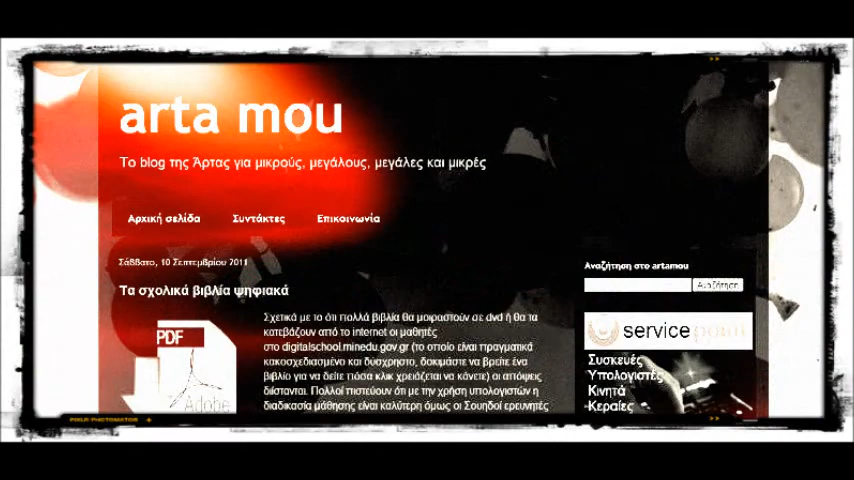 arta mou
Το blog της Άρτας για μικρούς, μεγάλους, μεγάλες και μικρές
Αρχική σελίδα Συντάκτες Επικοινωνία
Σάββατο, 10 Σεπτεμβρίου 2011
Τα σχολικά βιβλία ψηφιακά
PDF
Adobe
Σχετικά με το ότι πολλά βιβλία θα μοιραστούν σε dvd ή θα τα
κατεβάζουν από το internet οι μαθητές
στο digitalschool.minedu.gov.gr (το οποίο είναι πραγματικά
κακοσχεδιασμένο και δύσχρηστο, δοκιμάστε να βρείτε ένα
βιβλίο για να δείτε πόσα κλικ χρειάζεται να κάνετε) οι απόψεις
διίστανται. Πολλοί πιστεύουν ότι με την χρήση υπολογιστών η
διαδικασία μάθησης είναι καλύτερη όμως οι Σουηδοί ερευνητές
Αναζήτηση στο artamou
Αναζήτηση
service point
Συσκευές
Υπολογιστές
Κινητά
Κεραίες
PIXLR PHOTOMATOR